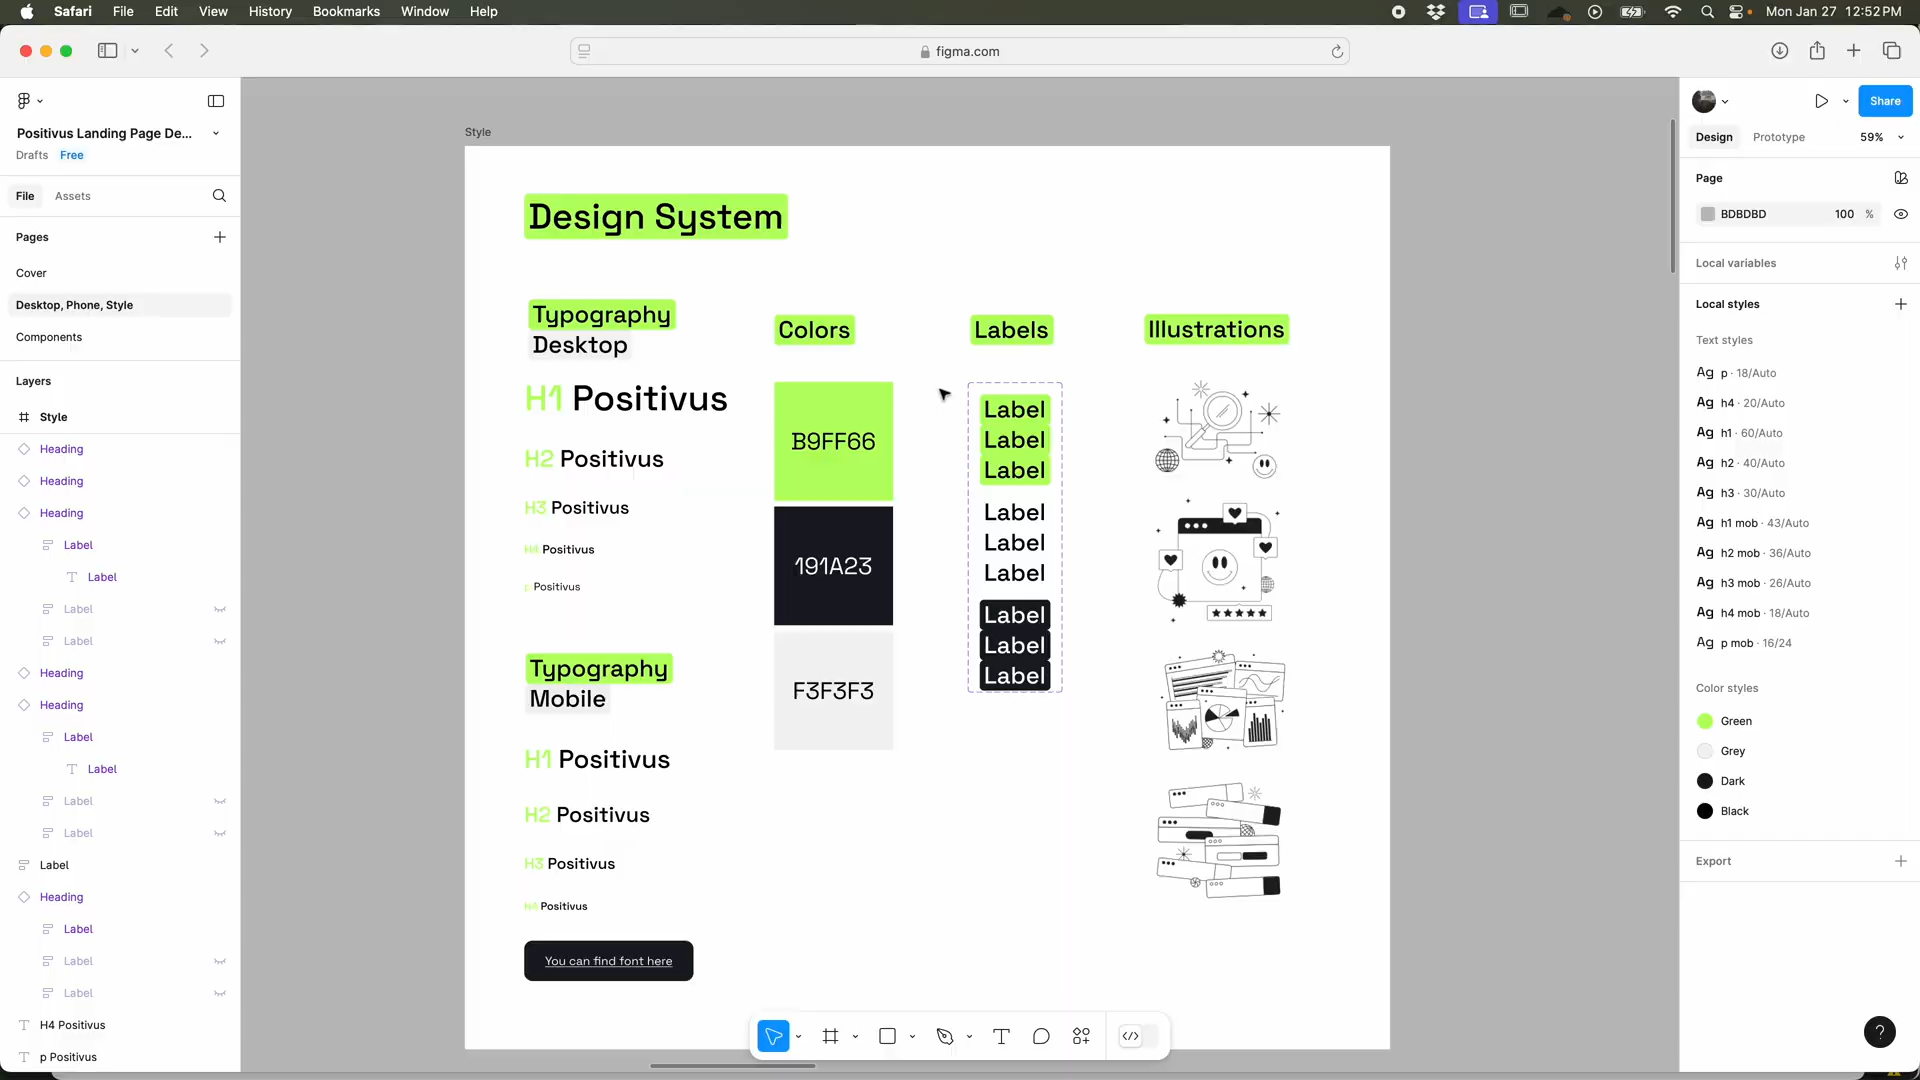 Safari File Edit View History Bookmarks Window Help
Mon Jan 27 12:52 PM
figma.com
Positivus Landing Page De...
Drafts Free
File Assets
Pages
Cover
Desktop, Phone, Style
Components
Layers
Style
Heading
Heading
Heading
Label
Label
Label
Label
Heading
Heading
Label
Label
Label
Label
Label
Heading
Label
Label
Label
H4 Positivus
p Positivus
Style
Design System
Typography
Desktop
H1 Positivus
H2 Positivus
H3 Positivus
H4 Positivus
Positivus
Typography
Mobile
H1 Positivus
H2 Positivus
H3 Positivus
H4 Positivus
You can find font here
Colors
B9FF66
191A23
F3F3F3
Labels
Label
Label
Label
Label
Label
Label
Label
Label
Label
Illustrations
Share
Design Prototype 59%
Page
BDBDBD 100 %
Local variables
Local styles
Text styles
Ag p · 18/Auto
Ag h4 · 20/Auto
Ag h1 · 60/Auto
Ag h2 · 40/Auto
Ag h3 · 30/Auto
Ag h1 mob · 43/Auto
Ag h2 mob · 36/Auto
Ag h3 mob · 26/Auto
Ag h4 mob · 18/Auto
Ag p mob · 16/24
Color styles
Green
Grey
Dark
Black
Export
?